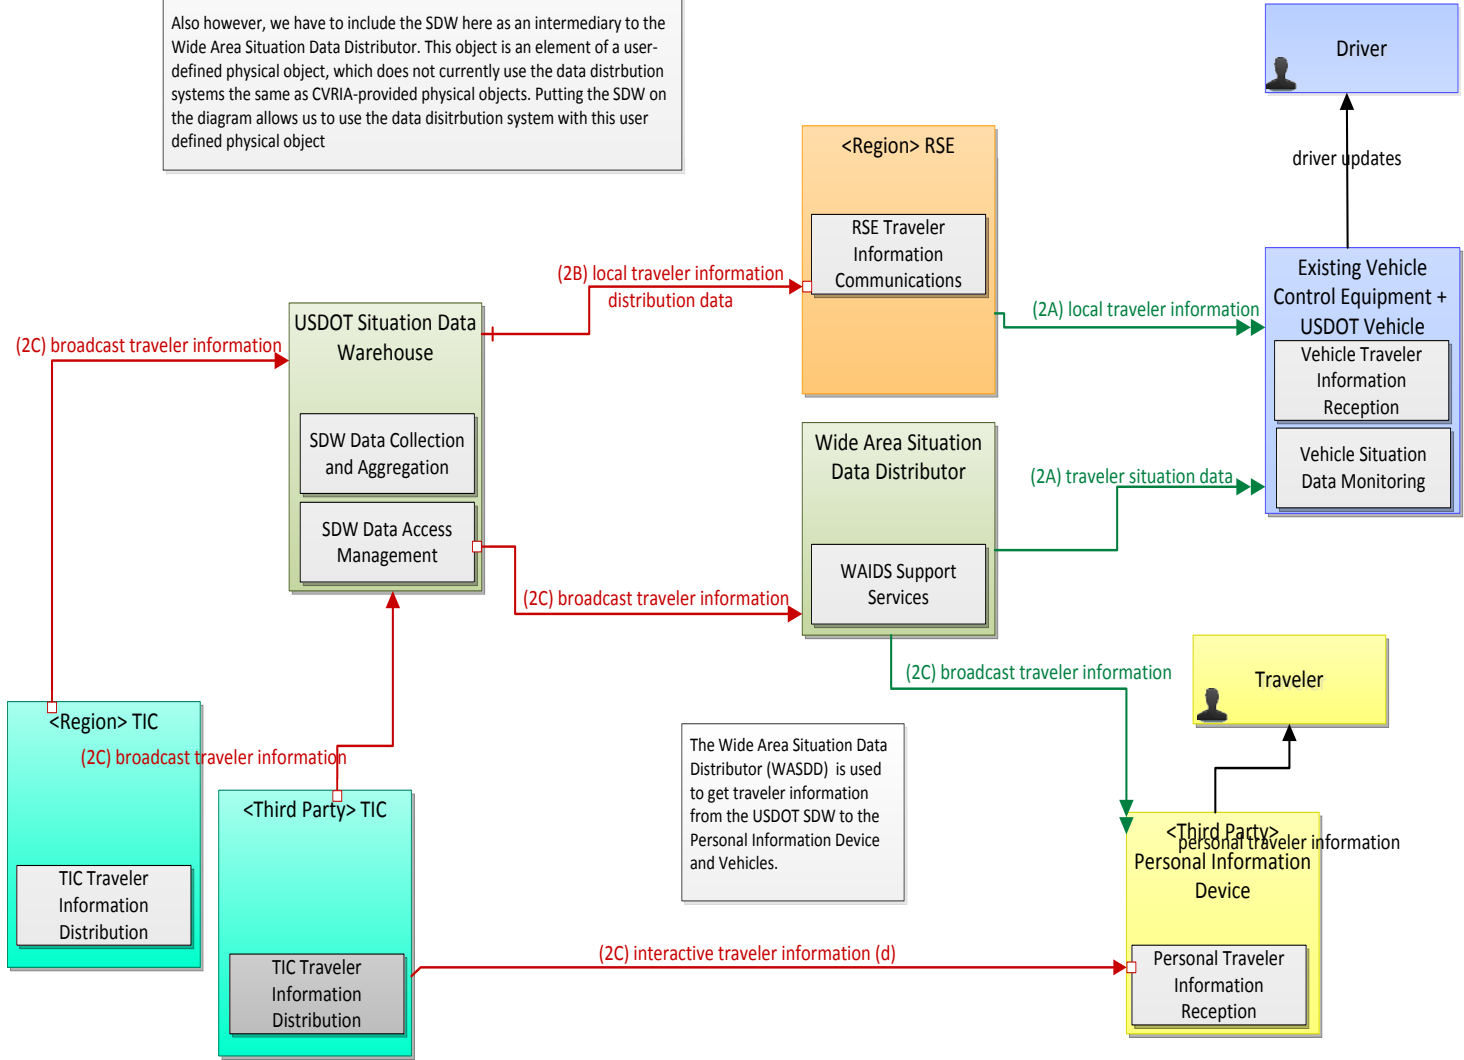 Also however, we have to include the SDW here as an intermediary to the
Wide Area Situation Data Distributor. This object is an element of a user-
defined physical object, which does not currently use the data distrbution
systems the same as CVRIA-provided physical objects. Putting the SDW on
the diagram allows us to use the data disitrbution system with this user
defined physical object
Driver
driver updates
<Region> RSE
RSE Traveler
Information
Communications
(2B) local traveler information
distribution data
(2A) local traveler information
Existing Vehicle
Control Equipment +
USDOT Vehicle
Vehicle Traveler
Information
Reception
Vehicle Situation
Data Monitoring
USDOT Situation Data
Warehouse
SDW Data Collection
and Aggregation
SDW Data Access
Management
(2C) broadcast traveler information
Wide Area Situation
Data Distributor
WAIDS Support
Services
(2A) traveler situation data
(2C) broadcast traveler information
(2C) broadcast traveler information
Traveler
<Region> TIC
TIC Traveler
Information
Distribution
(2C) broadcast traveler information
<Third Party> TIC
TIC Traveler
Information
Distribution
The Wide Area Situation Data
Distributor (WASDD)  is used
to get traveler information
from the USDOT SDW to the
Personal Information Device
and Vehicles.
<Third Party>
Personal Information
Device
personal traveler information
(2C) interactive traveler information (d)
Personal Traveler
Information
Reception